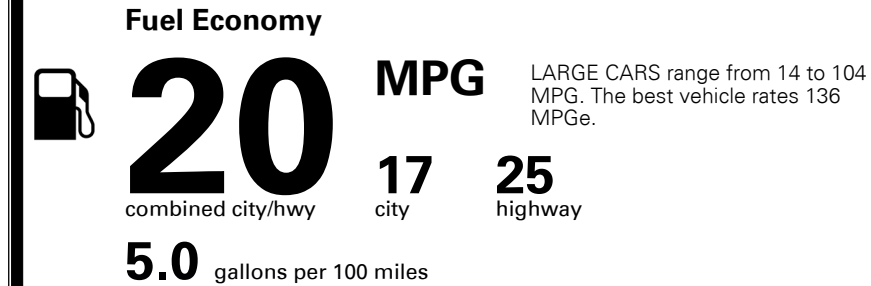 Fuel Economy
20 MPG
LARGE CARS range from 14 to 104
MPG. The best vehicle rates 136
MPGe.
combined city/hwy
17
city
25
highway
5.0 gallons per 100 miles